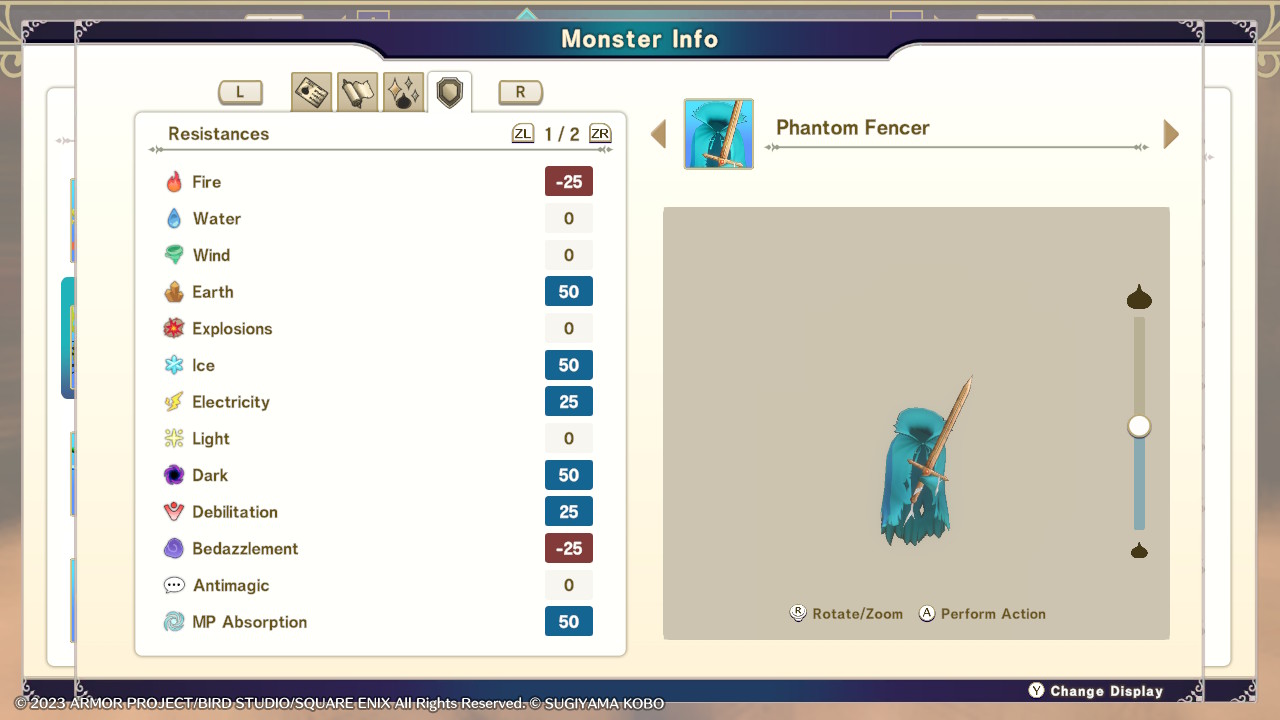 Monster Info
L
R
Resistances
ZL 1 / 2 ZR
Fire -25
Water 0
Wind 0
Earth 50
Explosions 0
Ice 50
Electricity 25
Light 0
Dark 50
Debilitation 25
Bedazzlement -25
Antimagic 0
MP Absorption 50
Phantom Fencer
R Rotate/Zoom A Perform Action
Y Change Display
© 2023 ARMOR PROJECT/BIRD STUDIO/SQUARE ENIX All Rights Reserved. © SUGIYAMA KOBO